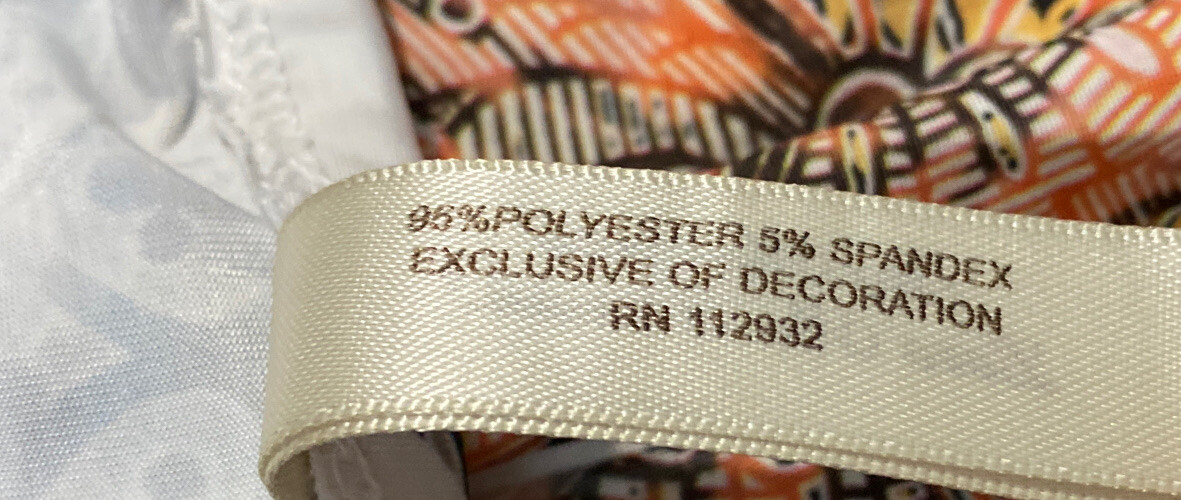 95%POLYESTER 5% SPANDEX
EXCLUSIVE OF DECORATION
RN 112932